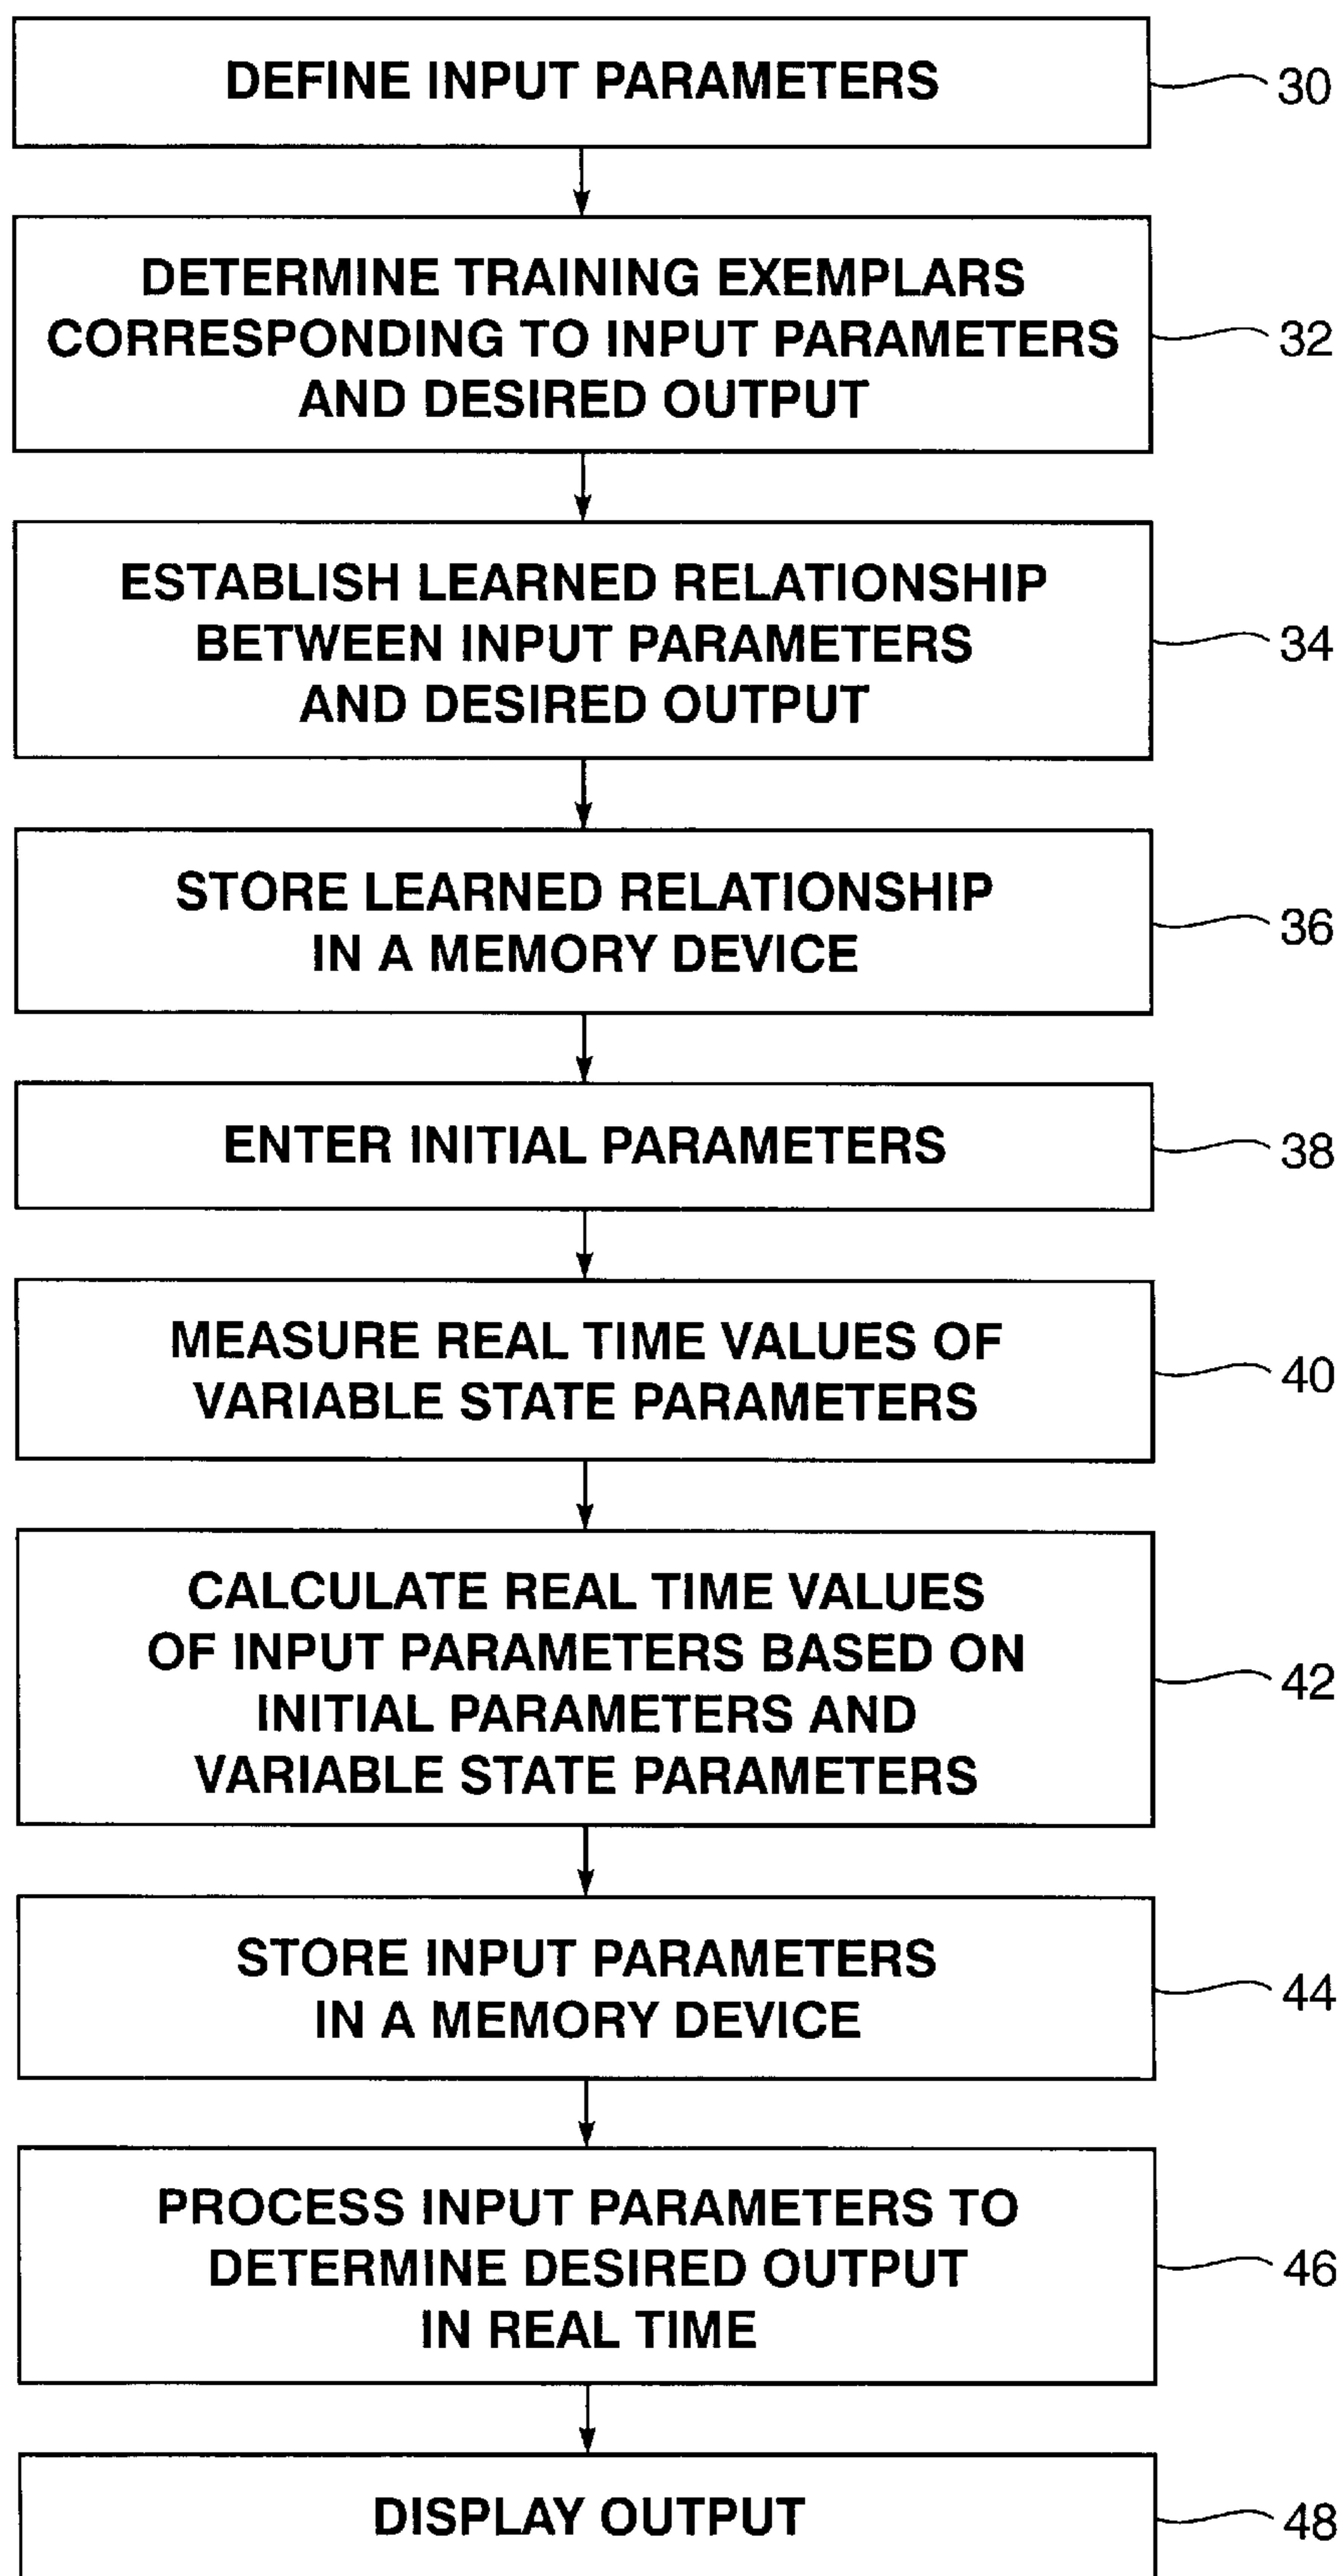 DEFINE INPUT PARAMETERS
30
DETERMINE TRAINING EXEMPLARS
CORRESPONDING TO INPUT PARAMETERS
AND DESIRED OUTPUT
32
ESTABLISH LEARNED RELATIONSHIP
BETWEEN INPUT PARAMETERS
AND DESIRED OUTPUT
34
STORE LEARNED RELATIONSHIP
IN A MEMORY DEVICE
36
ENTER INITIAL PARAMETERS
38
MEASURE REAL TIME VALUES OF
VARIABLE STATE PARAMETERS
40
CALCULATE REAL TIME VALUES
OF INPUT PARAMETERS BASED ON
INITIAL PARAMETERS AND
VARIABLE STATE PARAMETERS
42
STORE INPUT PARAMETERS
IN A MEMORY DEVICE
44
PROCESS INPUT PARAMETERS TO
DETERMINE DESIRED OUTPUT
IN REAL TIME
46
DISPLAY OUTPUT
48